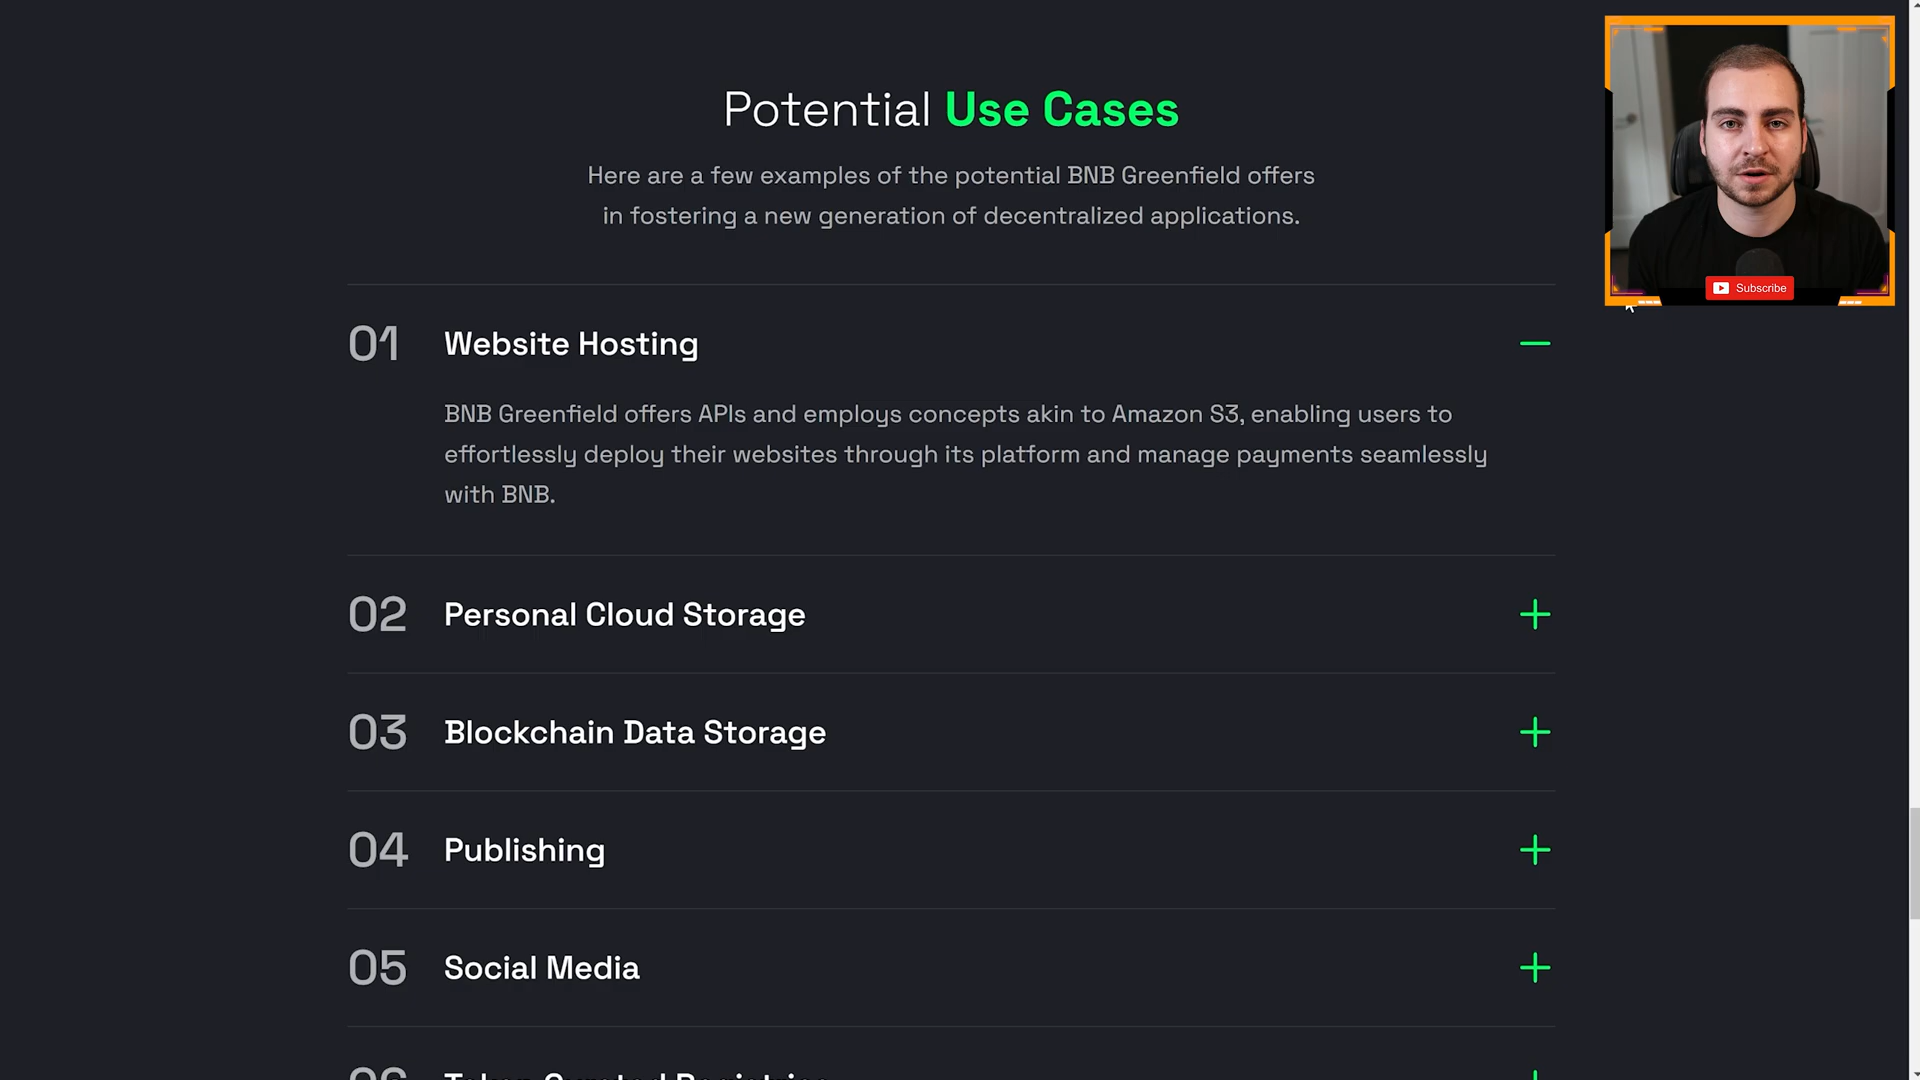 Potential Use Cases
Here are a few examples of the potential BNB Greenfield offers
in fostering a new generation of decentralized applications.
Subscribe
01 Website Hosting
BNB Greenfield offers APIs and employs concepts akin to Amazon S3, enabling users to
effortlessly deploy their websites through its platform and manage payments seamlessly
with BNB.
02 Personal Cloud Storage
03 Blockchain Data Storage
04 Publishing
05 Social Media